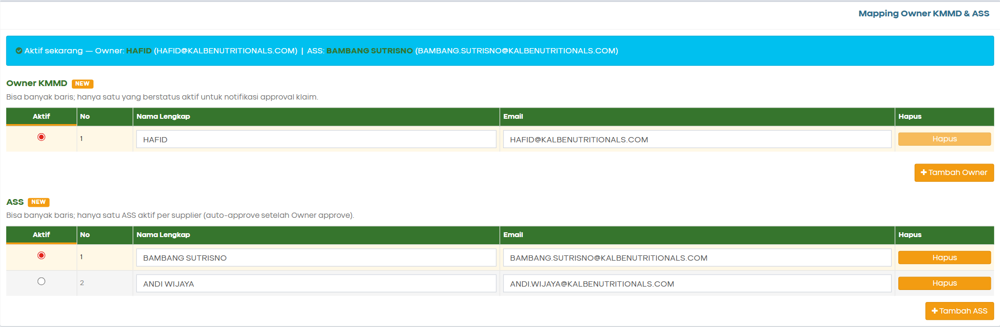 Mapping Owner KMMD & ASS
Aktif sekarang — Owner: HAFID (HAFID@KALBENUTRITIONALS.COM) | ASS: BAMBANG SUTRISNO (BAMBANG.SUTRISNO@KALBENUTRITIONALS.COM)
Owner KMMD NEW
Bisa banyak baris; hanya satu yang berstatus aktif untuk notifikasi approval klaim.
Aktif No Nama Lengkap Email Hapus
1 HAFID HAFID@KALBENUTRITIONALS.COM Hapus
+ Tambah Owner
ASS NEW
Bisa banyak baris; hanya satu ASS aktif per supplier (auto-approve setelah Owner approve).
Aktif No Nama Lengkap Email Hapus
1 BAMBANG SUTRISNO BAMBANG.SUTRISNO@KALBENUTRITIONALS.COM Hapus
2 ANDI WIJAYA ANDI.WIJAYA@KALBENUTRITIONALS.COM Hapus
+ Tambah ASS